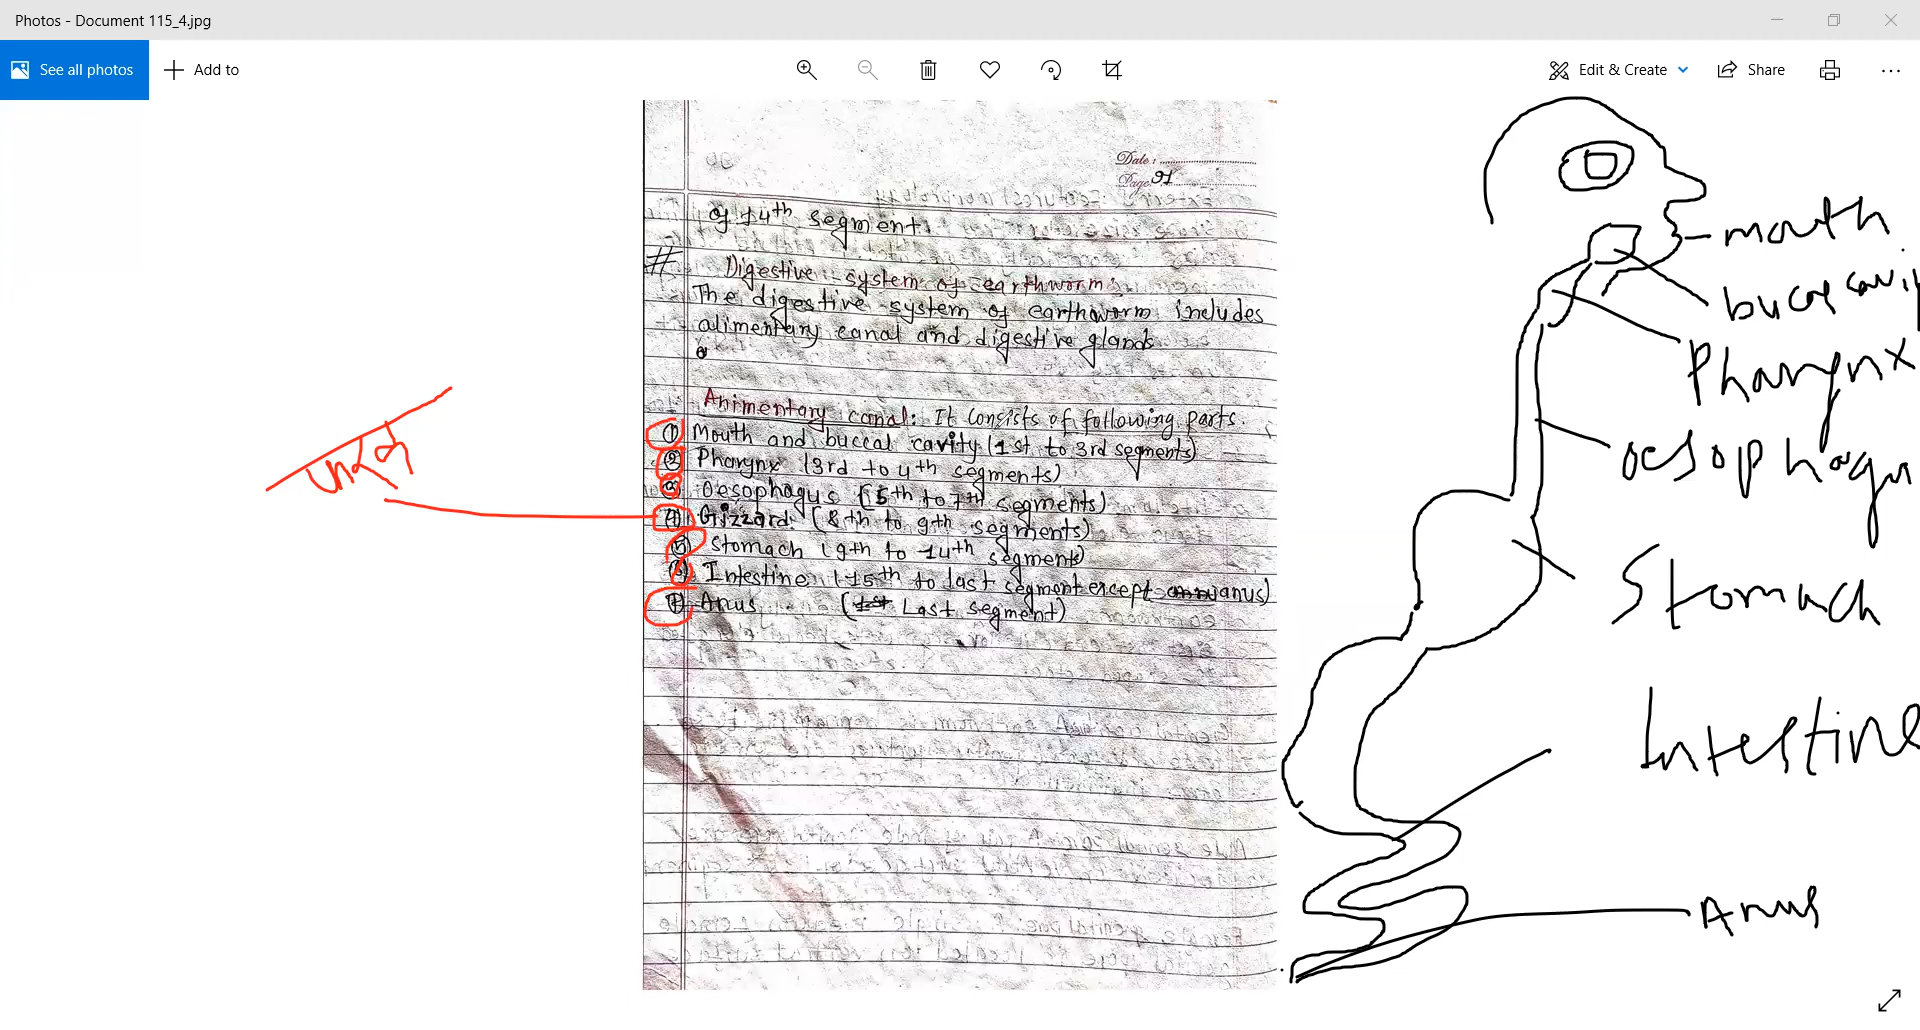 Photos - Document 115_4.jpg
See all photos
Add to
Edit & Create
Share
Date :
Page: 91
of 14th segment.
# Digestive system of earthworm:
The digestive system of earthworm includes
alimentary canal and digestive glands.
Animentary canal: It consists of following parts.
① Mouth and buccal cavity (1st to 3rd segments)
② Pharynx (3rd to 4th segments)
③ Oesophagus (5th to 7th segments)
④ Gizzard: (8th to 9th segments)
⑤ Stomach (9th to 14th segments)
⑥ Intestine (15th to last segment except anus)
⑦ Anus (Last segment)
mouth
Pharynx
Stomach
Intestine
Anus